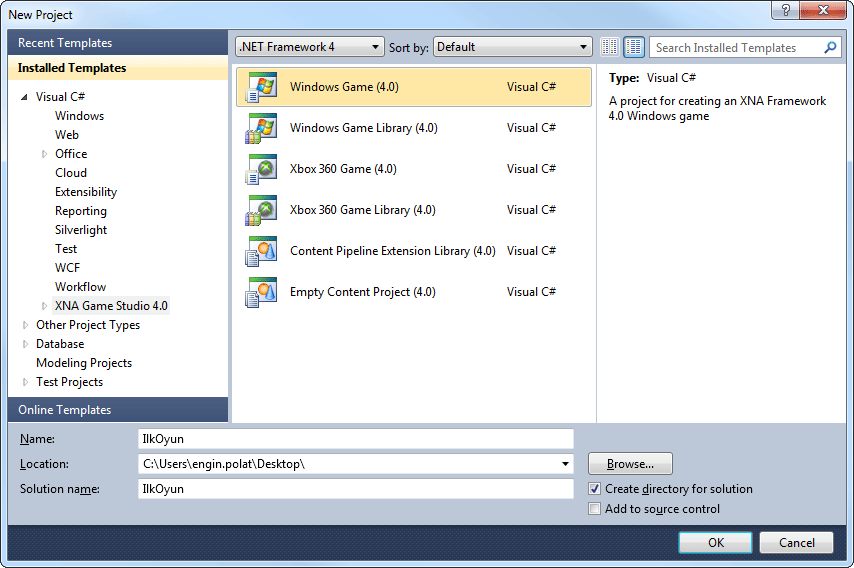 New Project
?
Recent Templates
Installed Templates
Visual C#
Windows
Web
Office
Cloud
Extensibility
Reporting
Silverlight
Test
WCF
Workflow
XNA Game Studio 4.0
Other Project Types
Database
Modeling Projects
Test Projects
Online Templates
.NET Framework 4 Sort by: Default
Search Installed Templates
Windows Game (4.0) Visual C#
Windows Game Library (4.0) Visual C#
Xbox 360 Game (4.0) Visual C#
Xbox 360 Game Library (4.0) Visual C#
Content Pipeline Extension Library (4.0) Visual C#
Empty Content Project (4.0) Visual C#
Type: Visual C#
A project for creating an XNA Framework
4.0 Windows game
Name: IlkOyun
Location: C:\Users\engin.polat\Desktop\
Browse...
Solution name: IlkOyun
Create directory for solution
Add to source control
OK
Cancel